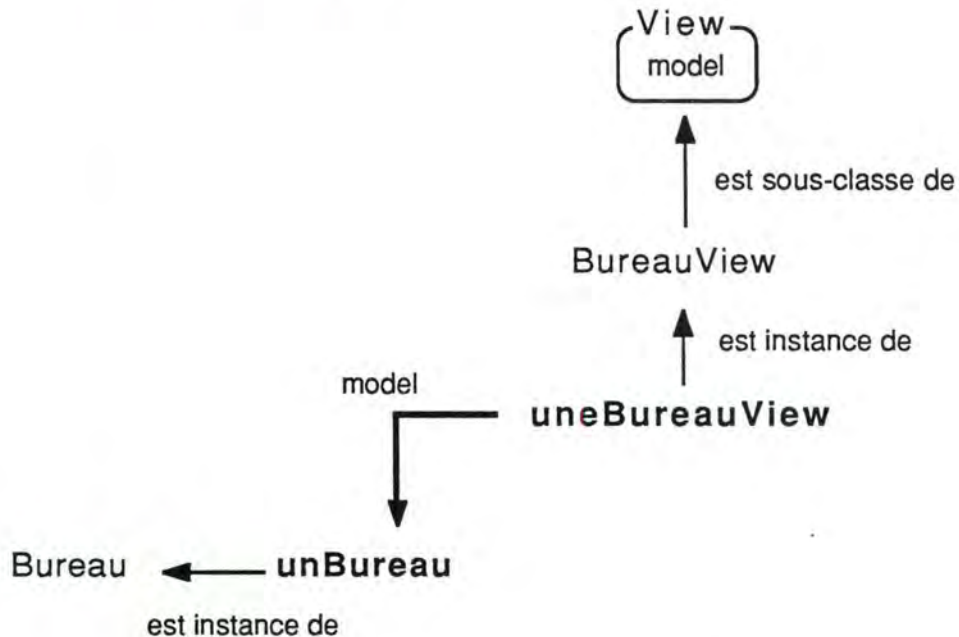 View
model
est sous-classe de
BureauView
est instance de
model
uneBureauView
Bureau
unBureau
est instance de